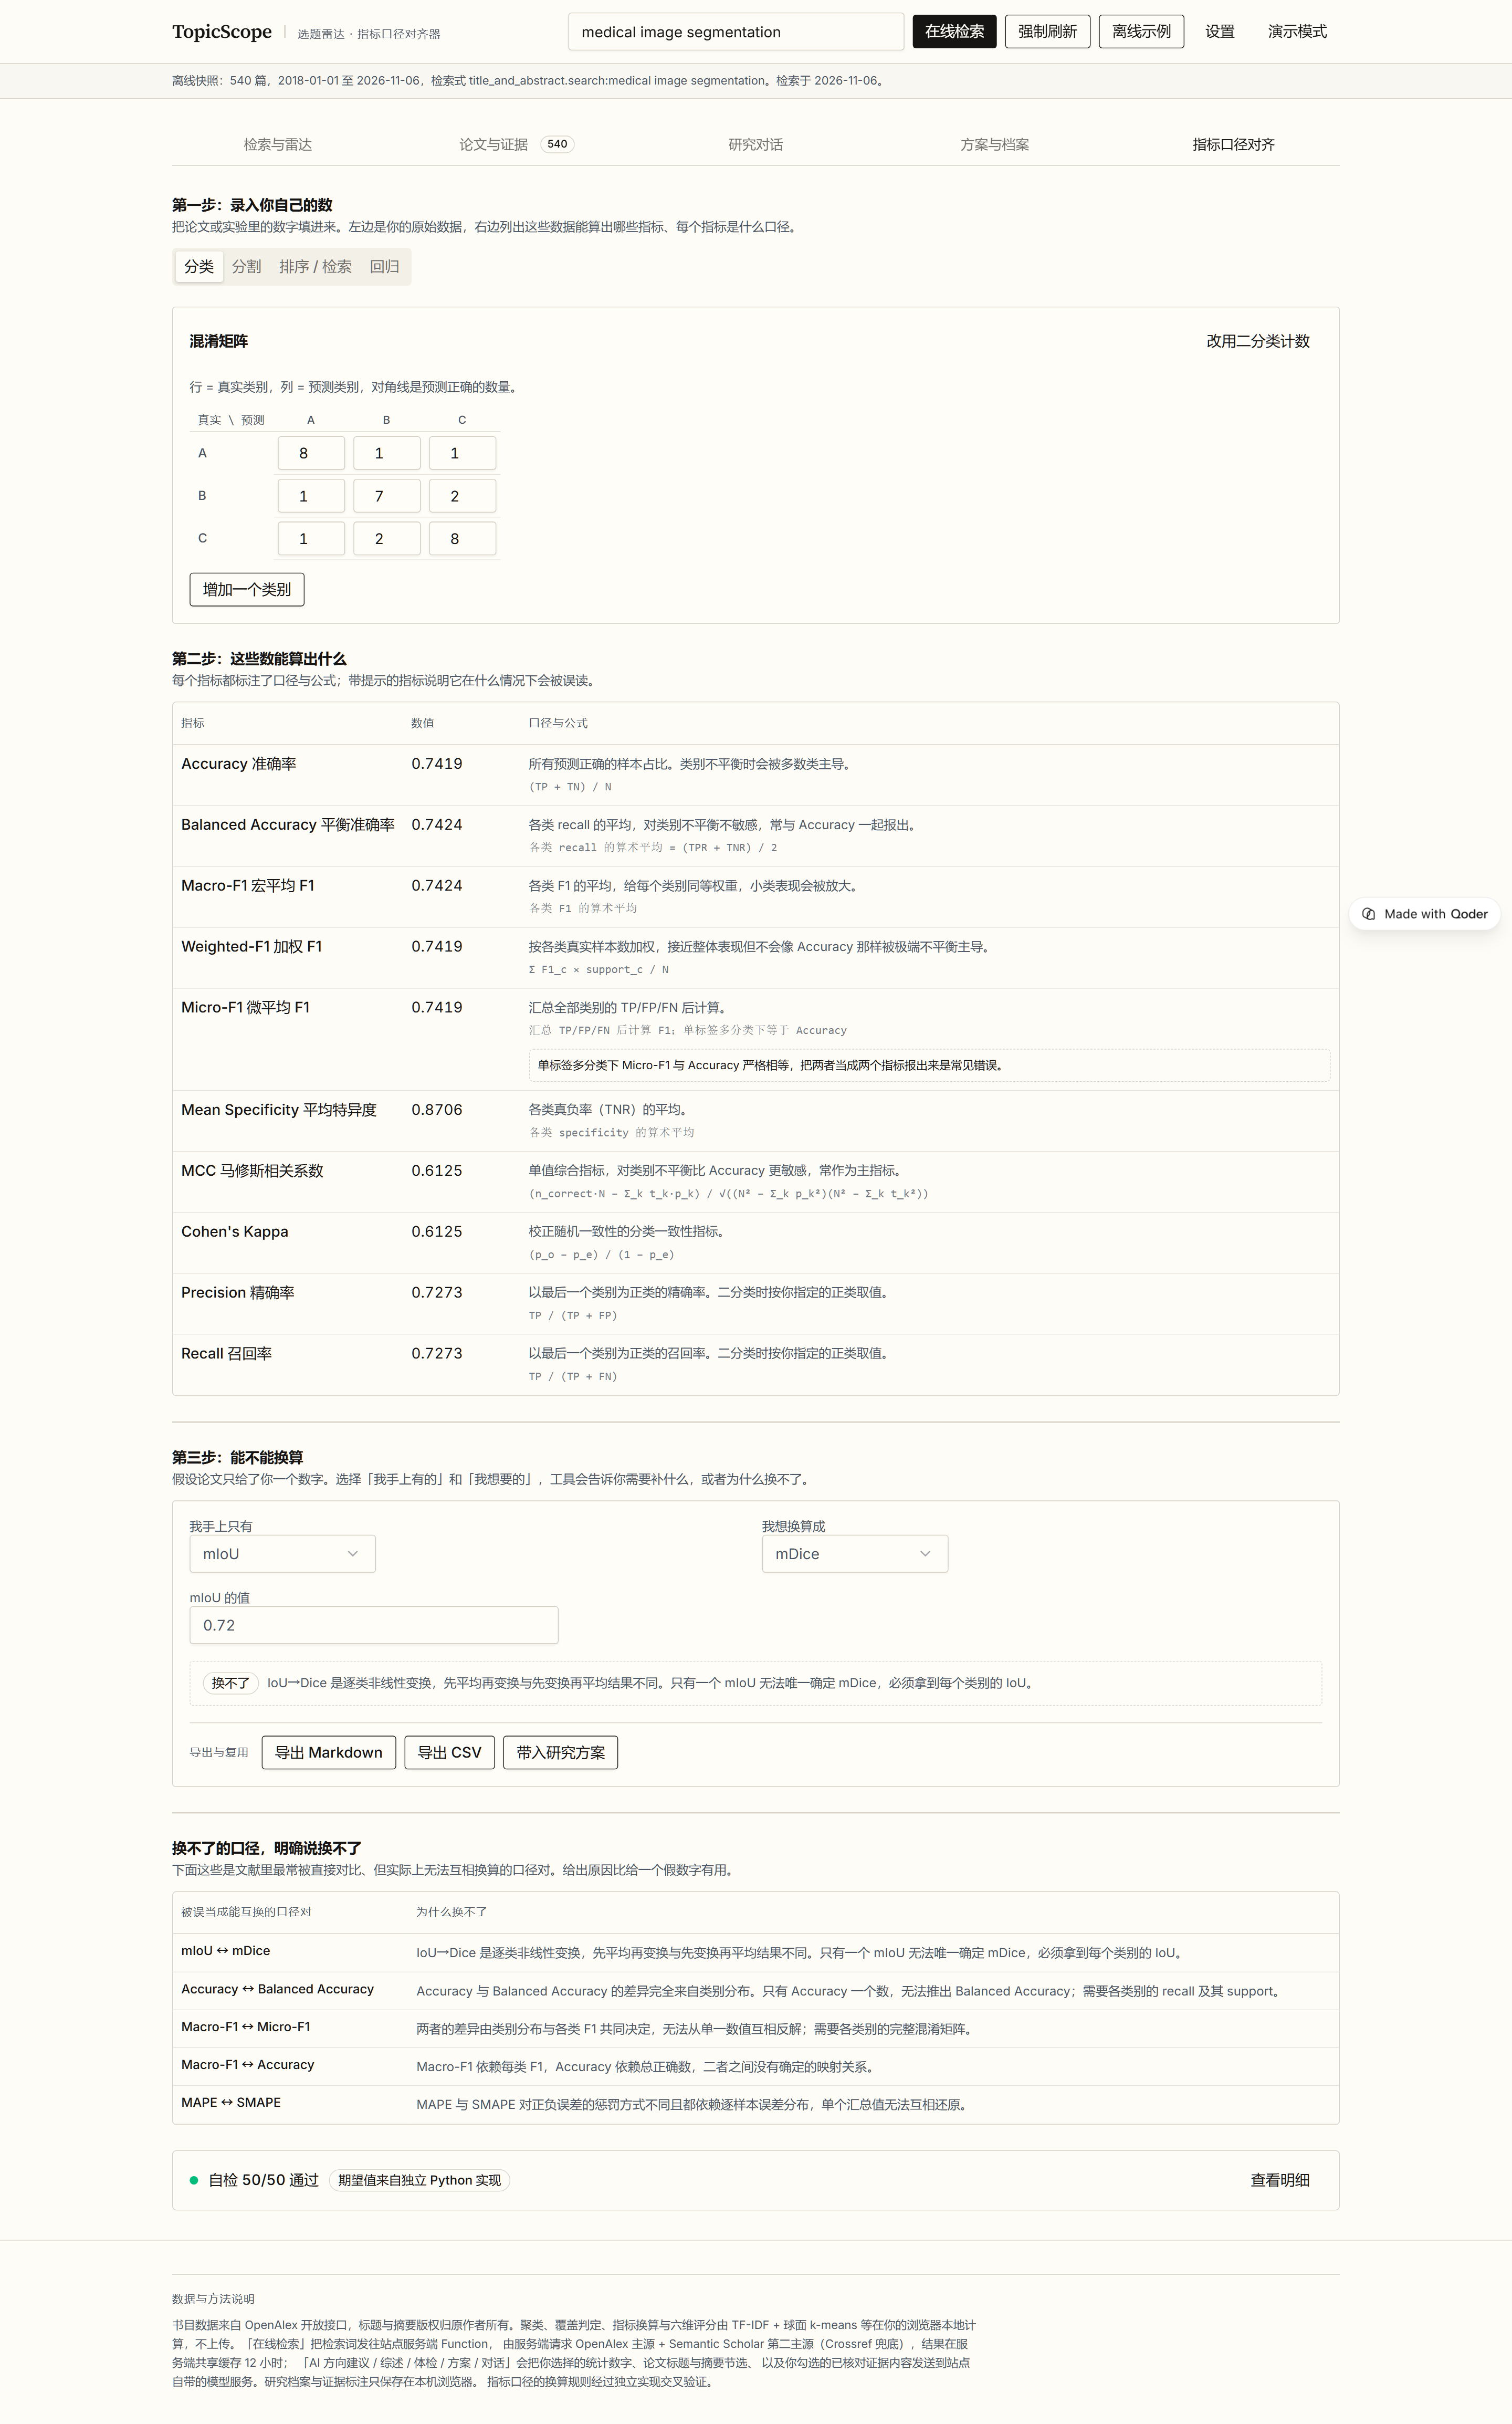 TopicScope
选题雷达 · 指标口径对齐器
medical image segmentation
在线检索
强制刷新
离线示例
设置
演示模式
离线快照：540 篇，2018-01-01 至 2026-11-06，检索式 title_and_abstract.search:medical image segmentation。检索于 2026-11-06。
检索与雷达
论文与证据 540
研究对话
方案与档案
指标口径对齐
第一步：录入你自己的数
把论文或实验里的数字填进来。左边是你的原始数据，右边列出这些数据能算出哪些指标、每个指标是什么口径。
分类 分割 排序 / 检索 回归
混淆矩阵
改用二分类计数
行 = 真实类别，列 = 预测类别，对角线是预测正确的数量。
真实 \ 预测 A B C
A 8 1 1
B 1 7 2
C 1 2 8
增加一个类别
第二步：这些数能算出什么
每个指标都标注了口径与公式；带提示的指标说明它在什么情况下会被误读。
指标 数值 口径与公式
Accuracy 准确率 0.7419 所有预测正确的样本占比。类别不平衡时会被多数类主导。
(TP + TN) / N
Balanced Accuracy 平衡准确率 0.7424 各类 recall 的平均，对类别不平衡不敏感，常与 Accuracy 一起报出。
各类 recall 的算术平均 = (TPR + TNR) / 2
Macro-F1 宏平均 F1 0.7424 各类 F1 的平均，给每个类别同等权重，小类表现会被放大。
各类 F1 的算术平均
Weighted-F1 加权 F1 0.7419 按各类真实样本数加权，接近整体表现但不会像 Accuracy 那样被极端不平衡主导。
Σ F1_c × support_c / N
Micro-F1 微平均 F1 0.7419 汇总全部类别的 TP/FP/FN 后计算。
汇总 TP/FP/FN 后计算 F1；单标签多分类下等于 Accuracy
单标签多分类下 Micro-F1 与 Accuracy 严格相等，把两者当成两个指标报出来是常见错误。
Mean Specificity 平均特异度 0.8706 各类真负率（TNR）的平均。
各类 specificity 的算术平均
MCC 马修斯相关系数 0.6125 单值综合指标，对类别不平衡比 Accuracy 更敏感，常作为主指标。
(n_correct·N − Σ_k t_k·p_k) / √((N² − Σ_k p_k²)(N² − Σ_k t_k²))
Cohen's Kappa 0.6125 校正随机一致性的分类一致性指标。
(p_o − p_e) / (1 − p_e)
Precision 精确率 0.7273 以最后一个类别为正类的精确率。二分类时按你指定的正类取值。
TP / (TP + FP)
Recall 召回率 0.7273 以最后一个类别为正类的召回率。二分类时按你指定的正类取值。
TP / (TP + FN)
Made with Qoder
第三步：能不能换算
假设论文只给了你一个数字。选择「我手上有的」和「我想要的」，工具会告诉你需要补什么，或者为什么换不了。
我手上只有 我想换算成
mIoU mDice
mIoU 的值
0.72
换不了 IoU→Dice 是逐类非线性变换，先平均再变换与先变换再平均结果不同。只有一个 mIoU 无法唯一确定 mDice，必须拿到每个类别的 IoU。
导出与复用 导出 Markdown 导出 CSV 带入研究方案
换不了的口径，明确说换不了
下面这些是文献里最常被直接对比、但实际上无法互相换算的口径对。给出原因比给一个假数字有用。
被误当成能互换的口径对 为什么换不了
mIoU ↔ mDice IoU→Dice 是逐类非线性变换，先平均再变换与先变换再平均结果不同。只有一个 mIoU 无法唯一确定 mDice，必须拿到每个类别的 IoU。
Accuracy ↔ Balanced Accuracy Accuracy 与 Balanced Accuracy 的差异完全来自类别分布。只有 Accuracy 一个数，无法推出 Balanced Accuracy；需要各类别的 recall 及其 support。
Macro-F1 ↔ Micro-F1 两者的差异由类别分布与各类 F1 共同决定，无法从单一数值互相反解；需要各类别的完整混淆矩阵。
Macro-F1 ↔ Accuracy Macro-F1 依赖每类 F1，Accuracy 依赖总正确数，二者之间没有确定的映射关系。
MAPE ↔ SMAPE MAPE 与 SMAPE 对正负误差的惩罚方式不同且都依赖逐样本误差分布，单个汇总值无法互相还原。
自检 50/50 通过 期望值来自独立 Python 实现 查看明细
数据与方法说明
书目数据来自 OpenAlex 开放接口，标题与摘要版权归原作者所有。聚类、覆盖判定、指标换算与六维评分由 TF-IDF + 球面 k-means 等在你的浏览器本地计
算，不上传。「在线检索」把检索词发往站点服务端 Function， 由服务端请求 OpenAlex 主源 + Semantic Scholar 第二主源（Crossref 兜底），结果在服
务端共享缓存 12 小时； 「AI 方向建议 / 综述 / 体检 / 方案 / 对话」会把你选择的统计数字、论文标题与摘要节选、 以及你勾选的已核对证据内容发送到站点
自带的模型服务。研究档案与证据标注只保存在本机浏览器。 指标口径的换算规则经过独立实现交叉验证。